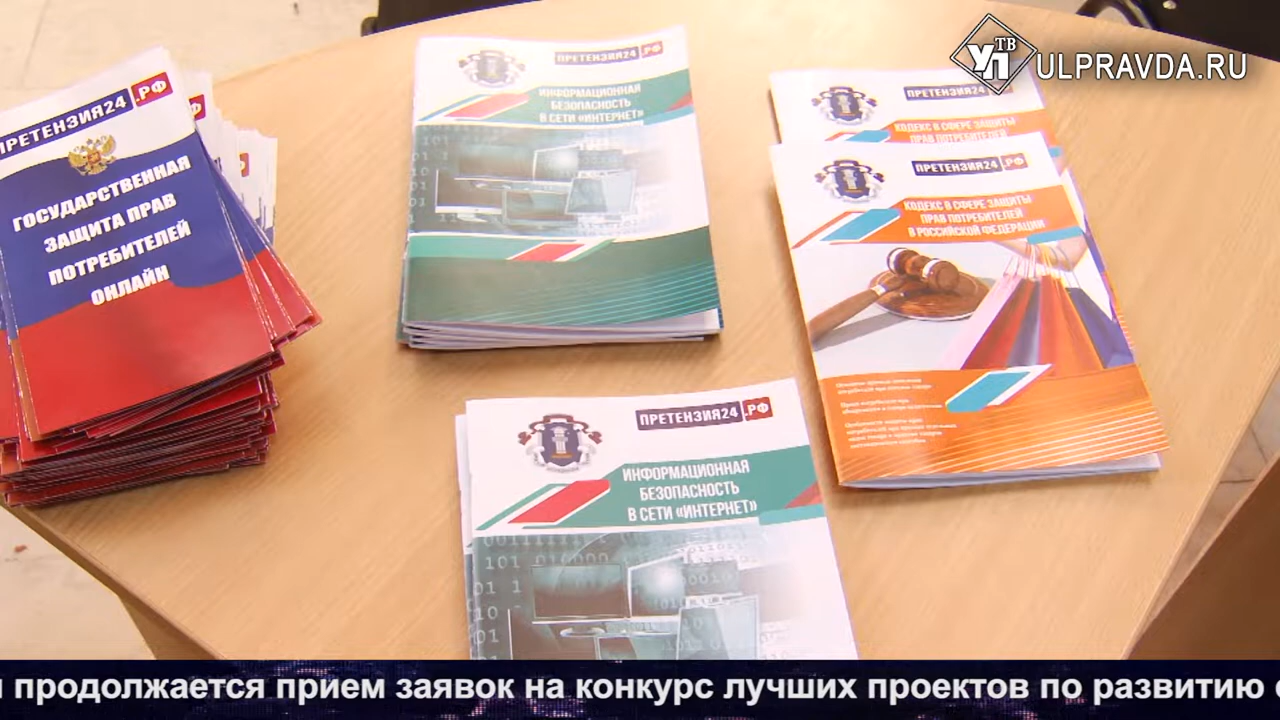 УП ТВ
ULPRAVDA.RU
ПРЕТЕНЗИЯ24.РФ
ГОСУДАРСТВЕННАЯ
ЗАЩИТА ПРАВ
ПОТРЕБИТЕЛЕЙ
ОНЛАЙН
.РФ
ПРЕТЕНЗИЯ24.РФ
ИНФОРМАЦИОННАЯ
БЕЗОПАСНОСТЬ
В СЕТИ «ИНТЕРНЕТ»
ПРЕТЕНЗИЯ24
КОДЕКС В СФЕРЕ ЗАЩИТЫ
ПРАВ ПОТРЕБИТЕЛЕЙ
ПРЕТЕНЗИЯ24.РФ
КОДЕКС В СФЕРЕ ЗАЩИТЫ
ПРАВ ПОТРЕБИТЕЛЕЙ
В РОССИЙСКОЙ ФЕДЕРАЦИИ
ПРЕТЕНЗИЯ24.РФ
ИНФОРМАЦИОННАЯ
БЕЗОПАСНОСТЬ
В СЕТИ «ИНТЕРНЕТ»
продолжается прием заявок на конкурс лучших проектов по развитию